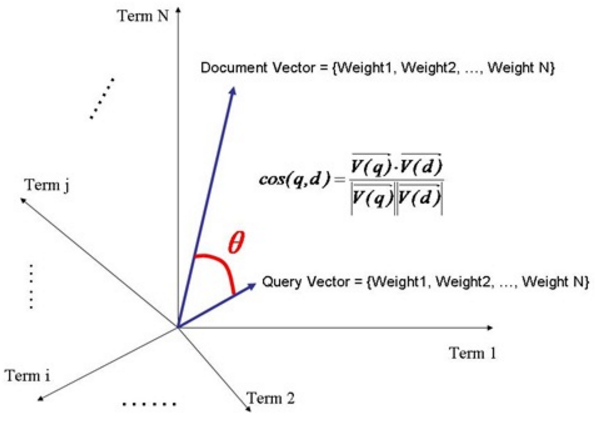 Term N
Document Vector = {Weight1, Weight2, ..., Weight N}
cos(q,d) = V(q)·V(d) / |V(q)||V(d)|
Term j
θ
Query Vector = {Weight1, Weight2, ..., Weight N}
Term 1
Term i
Term 2